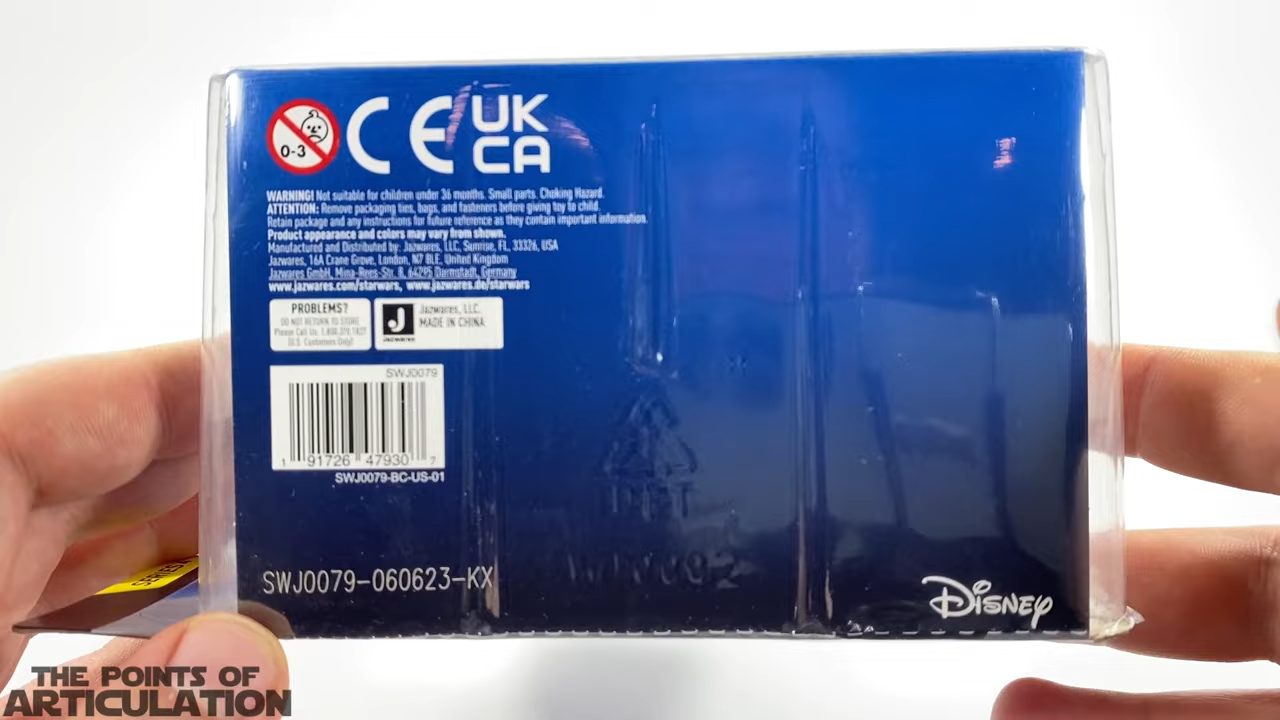 0-3
CE
UK
CA
WARNING! Not suitable for children under 36 months. Small parts. Choking Hazard.
ATTENTION: Remove packaging ties, bags, and fasteners before giving toy to child.
Retain package and any instructions for future reference as they contain important information.
Product appearance and colors may vary from shown.
Manufactured and Distributed by: Jazwares, LLC, Sunrise, FL, 33326, USA
Jazwares, 16A Crane Grove, London, N7 8LE, United Kingdom
Jazwares GmbH, Mina-Rees-Str. 8, 64295 Darmstadt, Germany
www.jazwares.com/starwars, www.jazwares.de/starwars
PROBLEMS?
DO NOT RETURN TO STORE
Please Call Us: 1.800.370.1827
(U.S. Customers Only)
J
Jazwares
Jazwares, LLC.
MADE IN CHINA
SWJ0079
1 91726 47930 7
SWJ0079-BC-US-01
SWJ0079-060623-KX
SERIES
Disney
THE POINTS OF
ARTICULATION